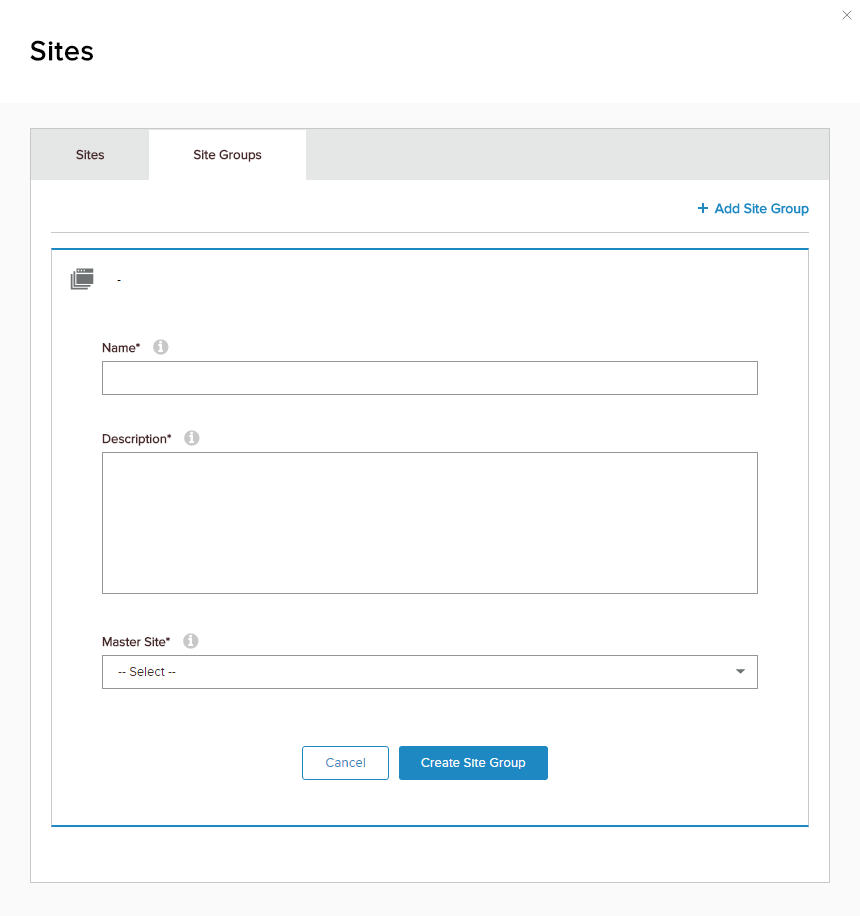 Sites
Sites
Site Groups
+ Add Site Group
-
Name*
Description*
Master Site*
-- Select --
Cancel
Create Site Group